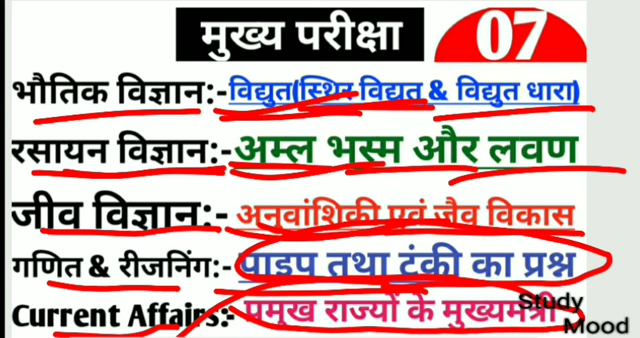 मुख्य परीक्षा 07
भौतिक विज्ञान:-विद्युत(स्थिर विद्युत & विद्युत धारा)
रसायन विज्ञान:-अम्ल भस्म और लवण
जीव विज्ञान:- अनुवांशिकी एवं जैव विकास
गणित & रीजनिंग:- पाइप तथा टंकी का प्रश्न
Current Affairs:- प्रमुख राज्यों के मुख्यमंत्री
Study
Mood